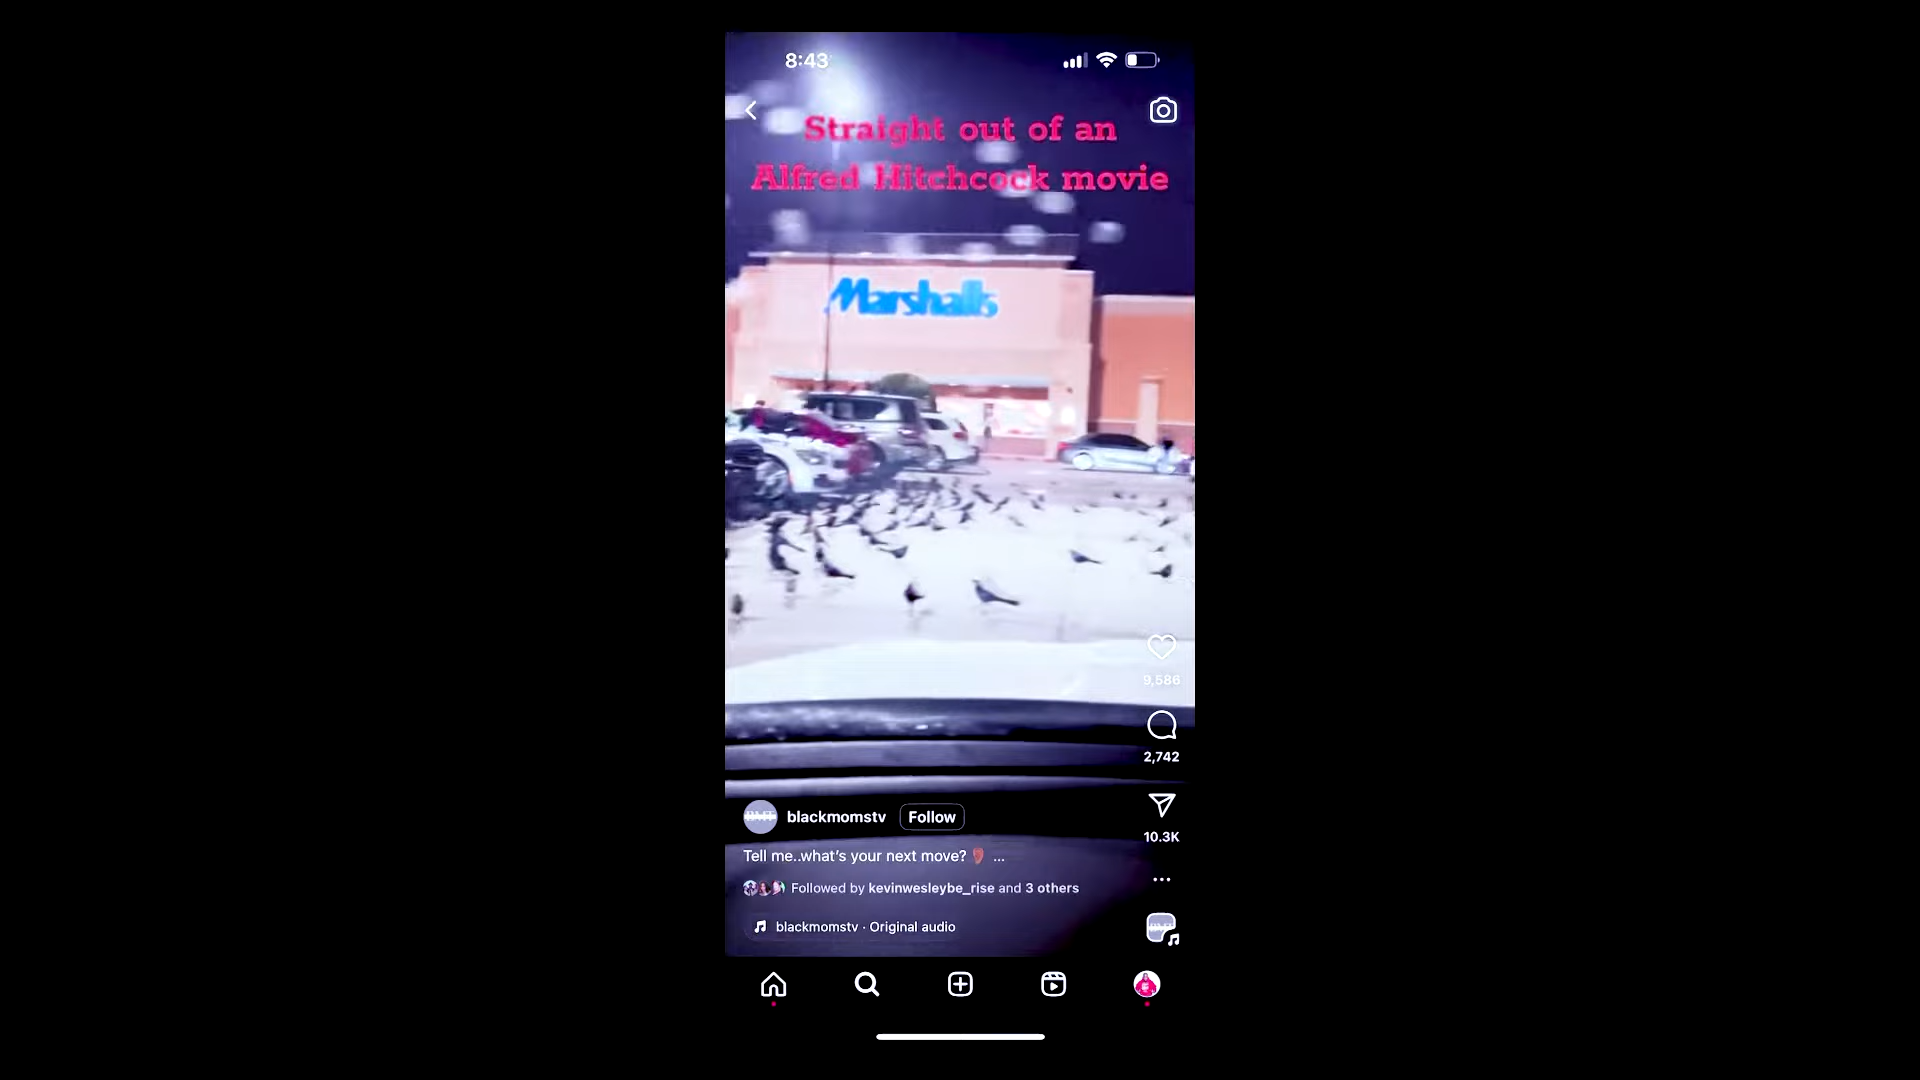 8:43
Straight out of an
Alfred Hitchcock movie
Marshalls
9,586
2,742
10.3K
blackmomstv Follow
Tell me..what's your next move? ...
Followed by kevinwesleybe_rise and 3 others
blackmomstv · Original audio